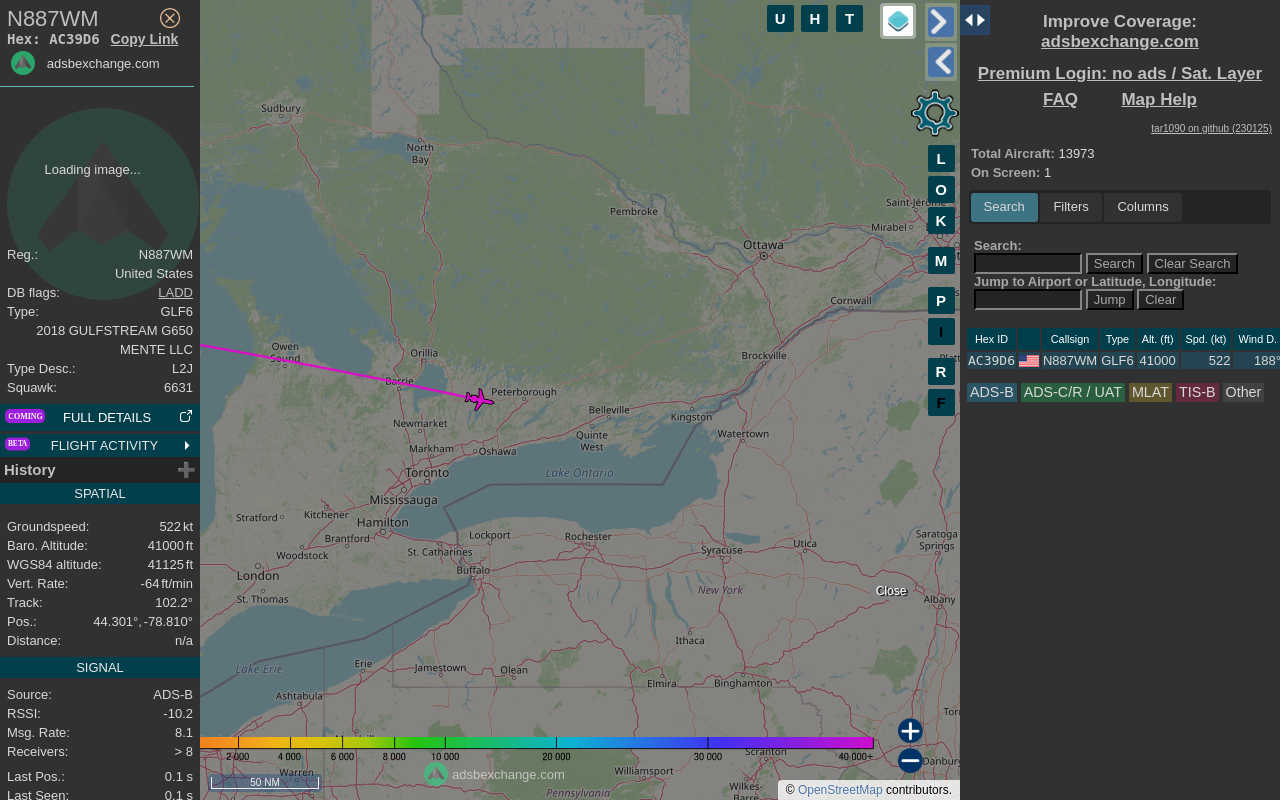 N887WM
Hex: AC39D6 Copy Link
adsbexchange.com
Loading image...
Reg.: N887WM
United States
DB flags: LADD
Type: GLF6
2018 GULFSTREAM G650
MENTE LLC
Type Desc.: L2J
Squawk: 6631
COMING FULL DETAILS
BETA FLIGHT ACTIVITY
History
SPATIAL
Groundspeed: 522 kt
Baro. Altitude: 41000 ft
WGS84 altitude: 41125 ft
Vert. Rate: -64 ft/min
Track: 102.2°
Pos.: 44.301°, -78.810°
Distance: n/a
SIGNAL
Source: ADS-B
RSSI: -10.2
Msg. Rate: 8.1
Receivers: > 8
Last Pos.: 0.1 s
Last Seen: 0.1 s
U H T
L
O
K
M
P
I
R
F
Sudbury
North
Bay
Pembroke
Ottawa
Mirabel
Cornwall
Owen
Sound
Orillia
Barrie
Brockville
Peterborough
Belleville
Kingston
Newmarket
Quinte
West
Watertown
Markham
Oshawa
Toronto
Lake Ontario
Mississauga
Stratford
Kitchener
Hamilton
Brantford
Lockport
Rochester
Syracuse
Utica
Saratoga
Springs
Woodstock
St. Catharines
London
Buffalo
St. Thomas
New York
Close
Albany
Ithaca
Lake Erie
Erie
Jamestown
Olean
Elmira
Binghamton
Ashtabula
Scranton
Danbury
Warren
Williamsport
Wilkes-
Barre
Pennsylvania
2 000 4 000 6 000 8 000 10 000 20 000 30 000 40 000+
50 NM
adsbexchange.com
© OpenStreetMap contributors.
Improve Coverage:
adsbexchange.com
Premium Login: no ads / Sat. Layer
FAQ Map Help
tar1090 on github (230125)
Total Aircraft: 13973
On Screen: 1
Search Filters Columns
Search:
Search Clear Search
Jump to Airport or Latitude, Longitude:
Jump Clear
Hex ID Callsign Type Alt. (ft) Spd. (kt) Wind D.
AC39D6 N887WM GLF6 41000 522 188°
ADS-B ADS-C/R / UAT MLAT TIS-B Other